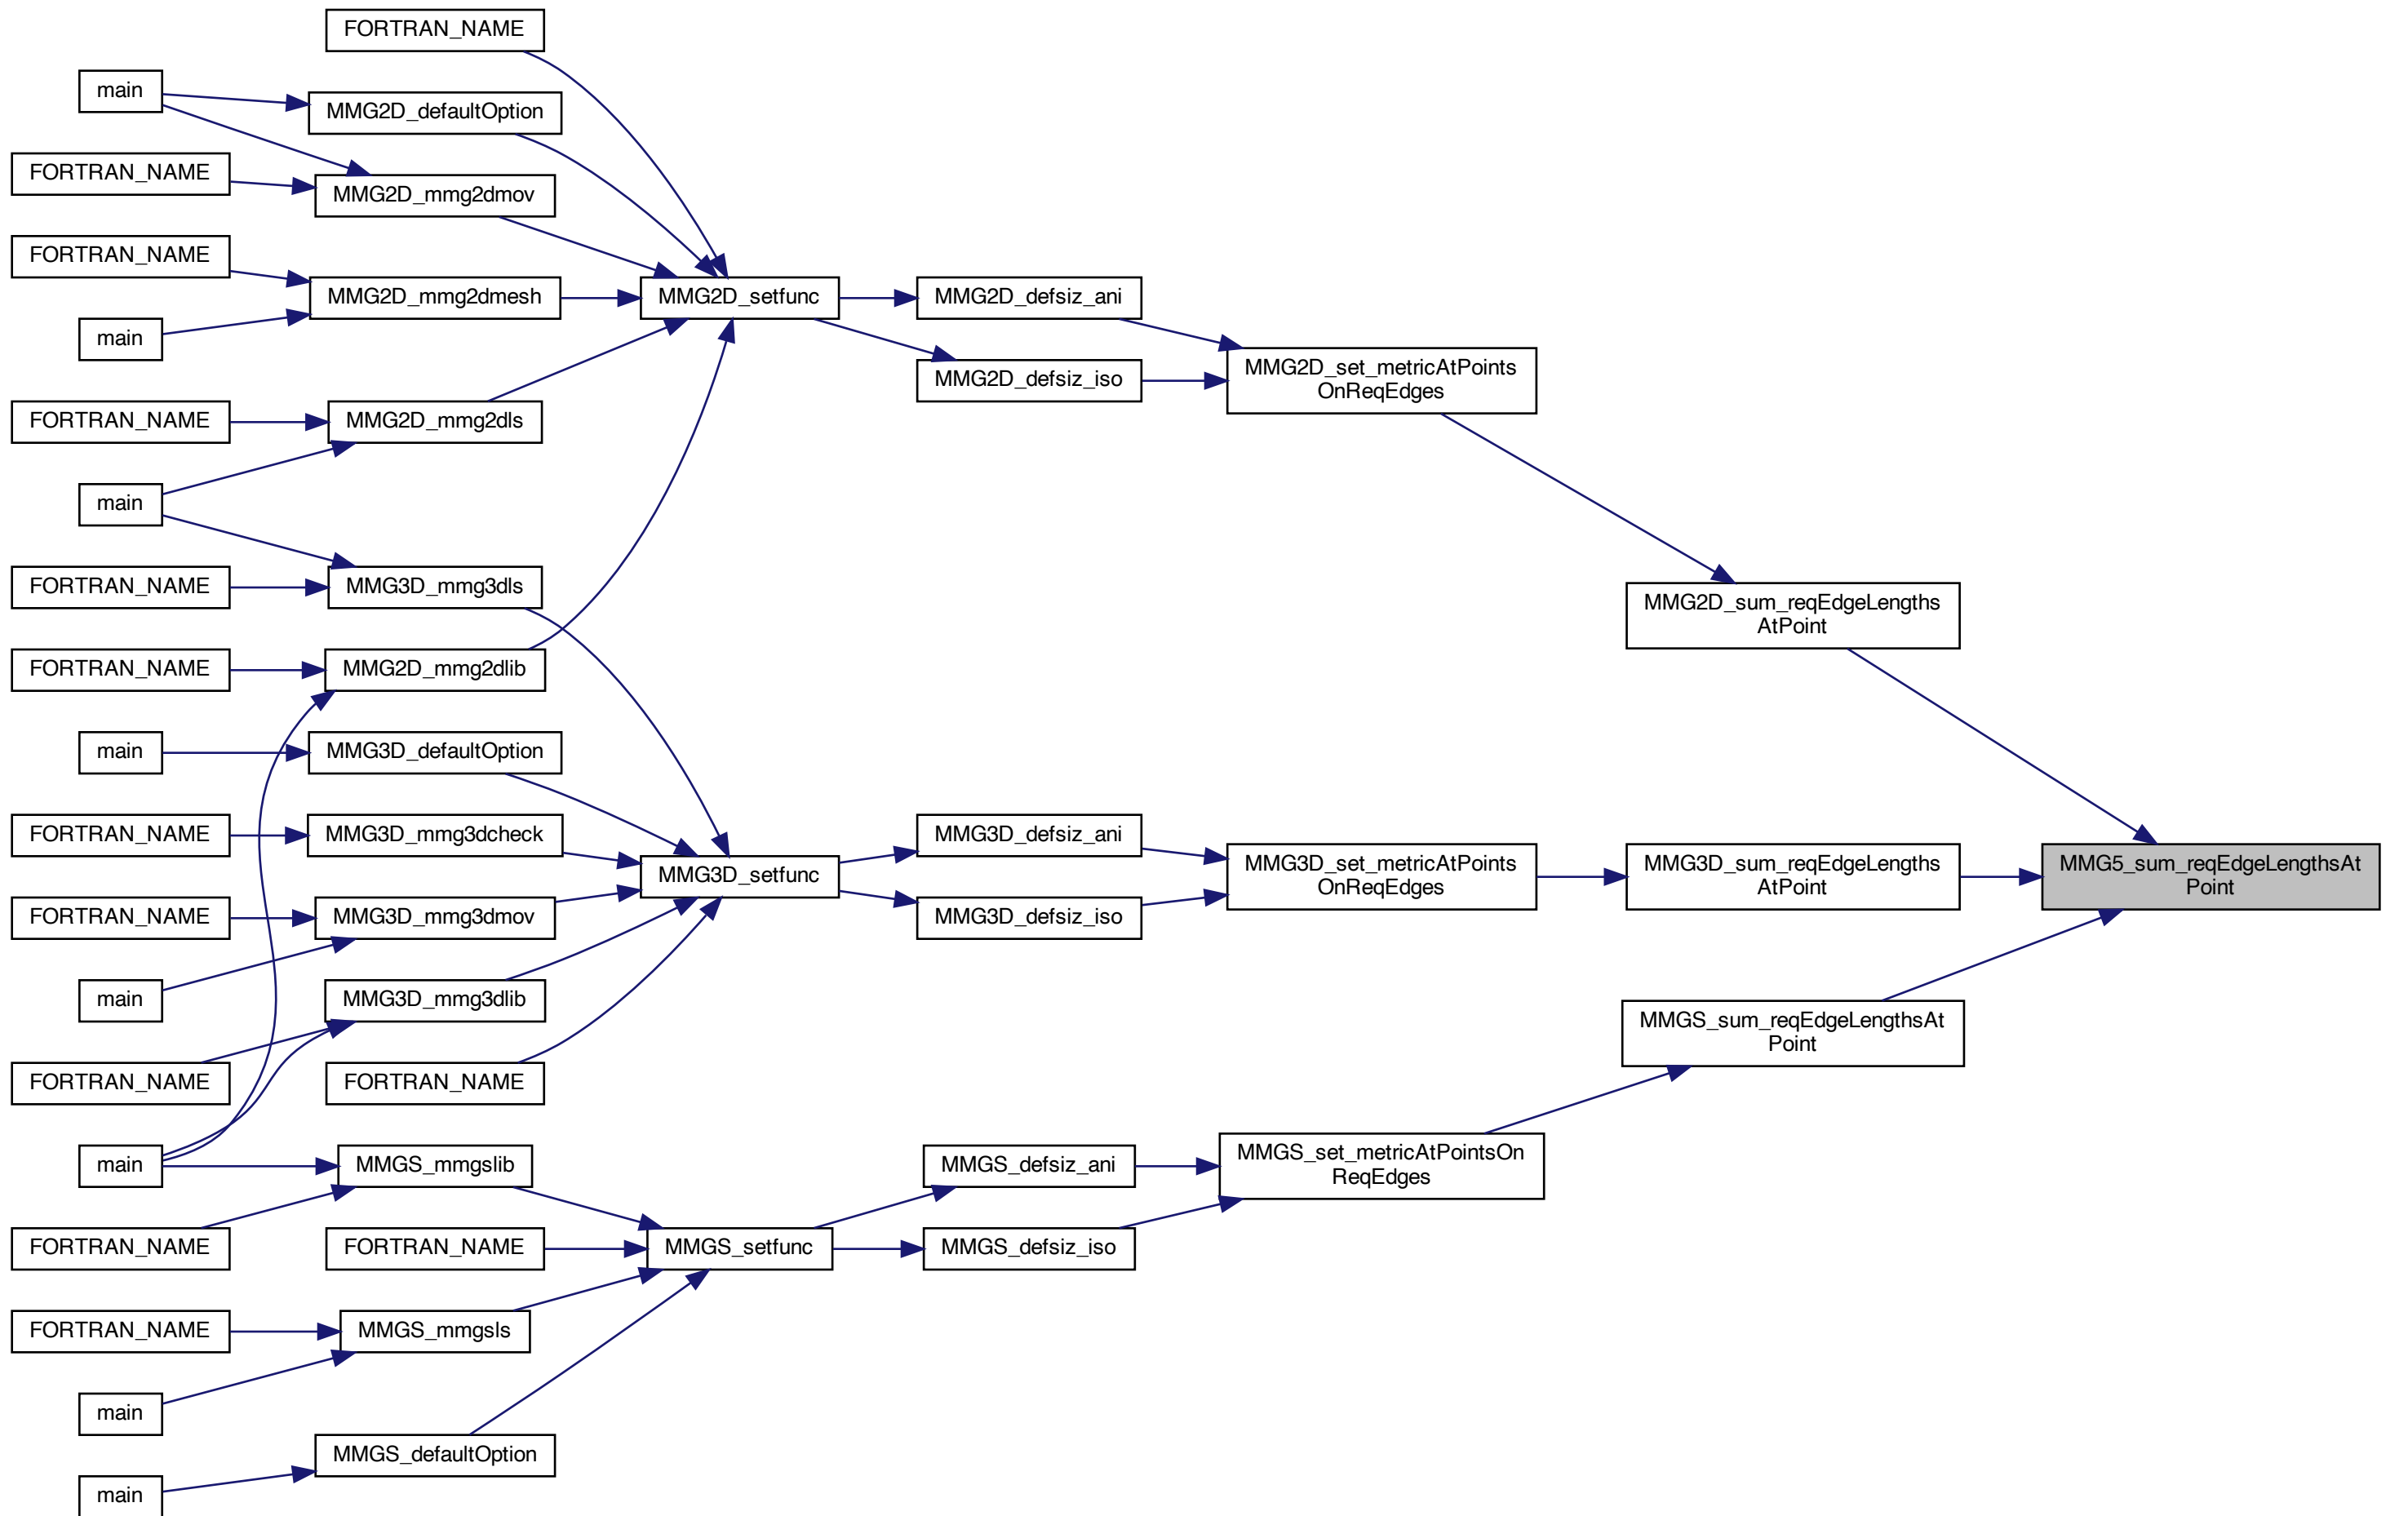 FORTRAN_NAME
main
MMG2D_defaultOption
FORTRAN_NAME
MMG2D_mmg2dmov
FORTRAN_NAME
MMG2D_mmg2dmesh
MMG2D_setfunc
MMG2D_defsiz_ani
main
MMG2D_defsiz_iso
MMG2D_set_metricAtPoints
OnReqEdges
FORTRAN_NAME
MMG2D_mmg2dls
main
FORTRAN_NAME
MMG3D_mmg3dls
MMG2D_sum_reqEdgeLengths
AtPoint
FORTRAN_NAME
MMG2D_mmg2dlib
main
MMG3D_defaultOption
FORTRAN_NAME
MMG3D_mmg3dcheck
MMG3D_defsiz_ani
MMG3D_setfunc
MMG3D_set_metricAtPoints
OnReqEdges
MMG3D_sum_reqEdgeLengths
AtPoint
MMG5_sum_reqEdgeLengthsAt
Point
FORTRAN_NAME
MMG3D_mmg3dmov
MMG3D_defsiz_iso
main
MMG3D_mmg3dlib
MMGS_sum_reqEdgeLengthsAt
Point
FORTRAN_NAME
FORTRAN_NAME
main
MMGS_mmgslib
MMGS_defsiz_ani
MMGS_set_metricAtPointsOn
ReqEdges
FORTRAN_NAME
FORTRAN_NAME
MMGS_setfunc
MMGS_defsiz_iso
FORTRAN_NAME
MMGS_mmgsls
main
MMGS_defaultOption
main